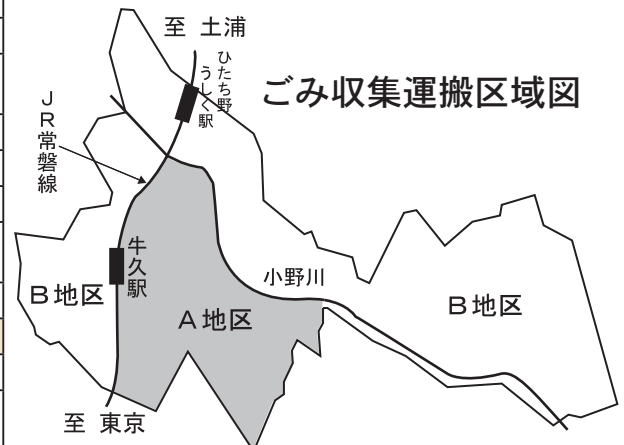 至 土浦
ひたち野
うしく駅
ごみ収集運搬区域図
JR常磐線
牛久駅
小野川
B地区
A地区
B地区
至 東京